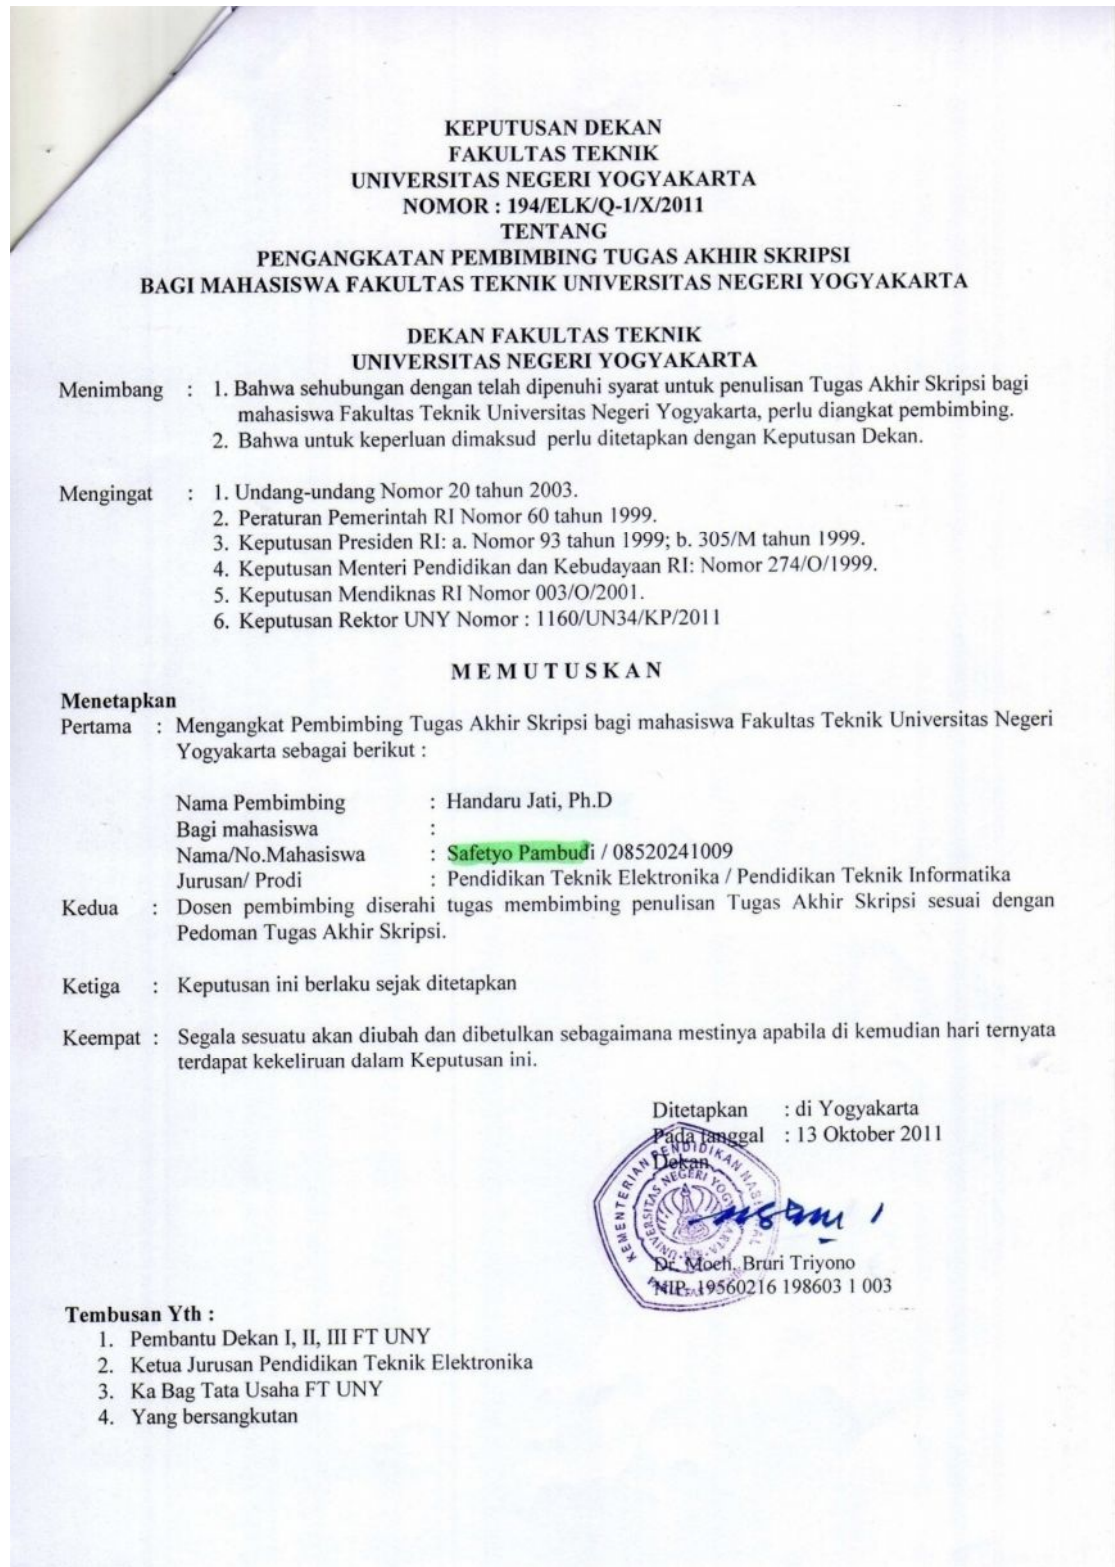 KEPUTUSAN DEKAN
FAKULTAS TEKNIK
UNIVERSITAS NEGERI YOGYAKARTA
NOMOR : 194/ELK/Q-1/X/2011
TENTANG
PENGANGKATAN PEMBIMBING TUGAS AKHIR SKRIPSI
BAGI MAHASISWA FAKULTAS TEKNIK UNIVERSITAS NEGERI YOGYAKARTA
DEKAN FAKULTAS TEKNIK
UNIVERSITAS NEGERI YOGYAKARTA
Menimbang : 1. Bahwa sehubungan dengan telah dipenuhi syarat untuk penulisan Tugas Akhir Skripsi bagi
mahasiswa Fakultas Teknik Universitas Negeri Yogyakarta, perlu diangkat pembimbing.
2. Bahwa untuk keperluan dimaksud perlu ditetapkan dengan Keputusan Dekan.
Mengingat : 1. Undang-undang Nomor 20 tahun 2003.
2. Peraturan Pemerintah RI Nomor 60 tahun 1999.
3. Keputusan Presiden RI: a. Nomor 93 tahun 1999; b. 305/M tahun 1999.
4. Keputusan Menteri Pendidikan dan Kebudayaan RI: Nomor 274/O/1999.
5. Keputusan Mendiknas RI Nomor 003/O/2001.
6. Keputusan Rektor UNY Nomor : 1160/UN34/KP/2011
M E M U T U S K A N
Menetapkan
Pertama : Mengangkat Pembimbing Tugas Akhir Skripsi bagi mahasiswa Fakultas Teknik Universitas Negeri
Yogyakarta sebagai berikut :
Nama Pembimbing : Handaru Jati, Ph.D
Bagi mahasiswa :
Nama/No.Mahasiswa : Safetyo Pambudi / 08520241009
Jurusan/ Prodi : Pendidikan Teknik Elektronika / Pendidikan Teknik Informatika
Kedua : Dosen pembimbing diserahi tugas membimbing penulisan Tugas Akhir Skripsi sesuai dengan
Pedoman Tugas Akhir Skripsi.
Ketiga : Keputusan ini berlaku sejak ditetapkan
Keempat : Segala sesuatu akan diubah dan dibetulkan sebagaimana mestinya apabila di kemudian hari ternyata
terdapat kekeliruan dalam Keputusan ini.
Ditetapkan : di Yogyakarta
Pada tanggal : 13 Oktober 2011
Dekan
KEMENTERIAN PENDIDIKAN NASIONAL
UNIVERSITAS NEGERI YOGYAKARTA
Dr. Moch. Bruri Triyono
NIP. 19560216 198603 1 003
Tembusan Yth :
1. Pembantu Dekan I, II, III FT UNY
2. Ketua Jurusan Pendidikan Teknik Elektronika
3. Ka Bag Tata Usaha FT UNY
4. Yang bersangkutan